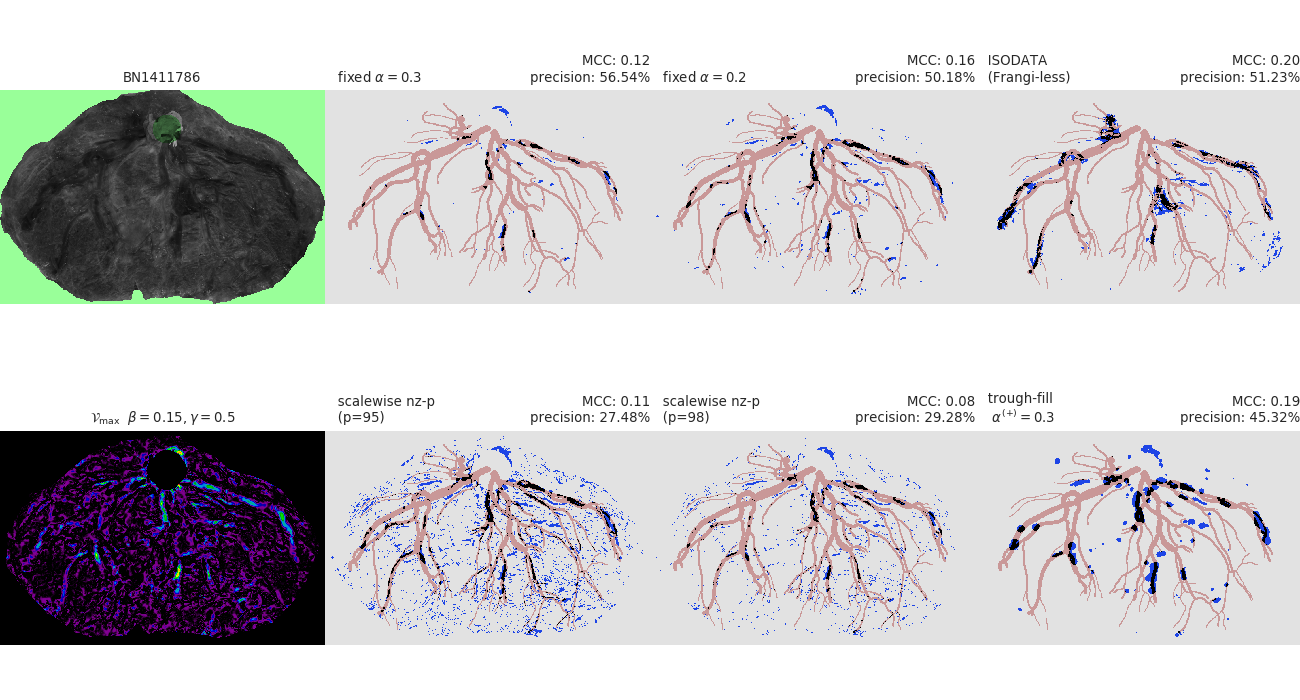 BN1411786
fixed α = 0.3
MCC: 0.12
precision: 56.54%
fixed α = 0.2
MCC: 0.16
precision: 50.18%
ISODATA
(Frangi-less)
MCC: 0.20
precision: 51.23%
𝒱max β = 0.15, γ = 0.5
scalewise nz-p
(p=95)
MCC: 0.11
precision: 27.48%
scalewise nz-p
(p=98)
MCC: 0.08
precision: 29.28%
trough-fill
α(+) = 0.3
MCC: 0.19
precision: 45.32%